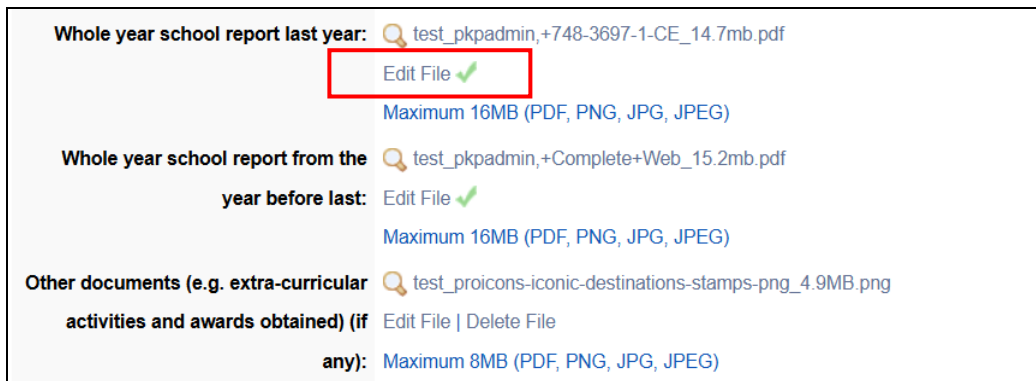 Whole year school report last year: test_pkpadmin,+748-3697-1-CE_14.7mb.pdf
Edit File
Maximum 16MB (PDF, PNG, JPG, JPEG)
Whole year school report from the test_pkpadmin,+Complete+Web_15.2mb.pdf
year before last: Edit File
Maximum 16MB (PDF, PNG, JPG, JPEG)
Other documents (e.g. extra-curricular test_proicons-iconic-destinations-stamps-png_4.9MB.png
activities and awards obtained) (if Edit File | Delete File
any): Maximum 8MB (PDF, PNG, JPG, JPEG)